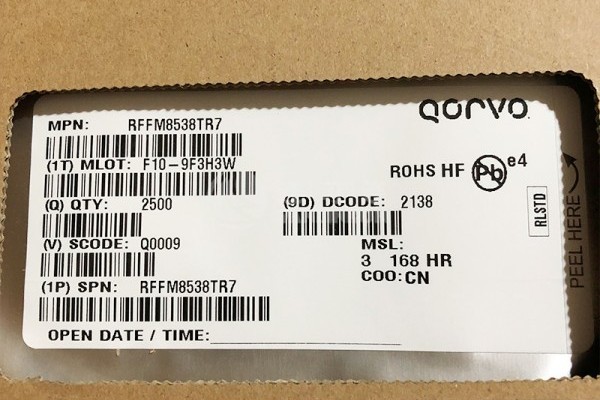 Qorvo
MPN: RFFM8538TR7
(1T) MLOT: F10-9F3H3W
ROHS HF Pb e4
(Q) QTY: 2500
(9D) DCODE: 2138
RLSTD
PEEL HERE
(V) SCODE: Q0009
MSL:
3 168 HR
COO: CN
(1P) SPN: RFFM8538TR7
OPEN DATE / TIME: